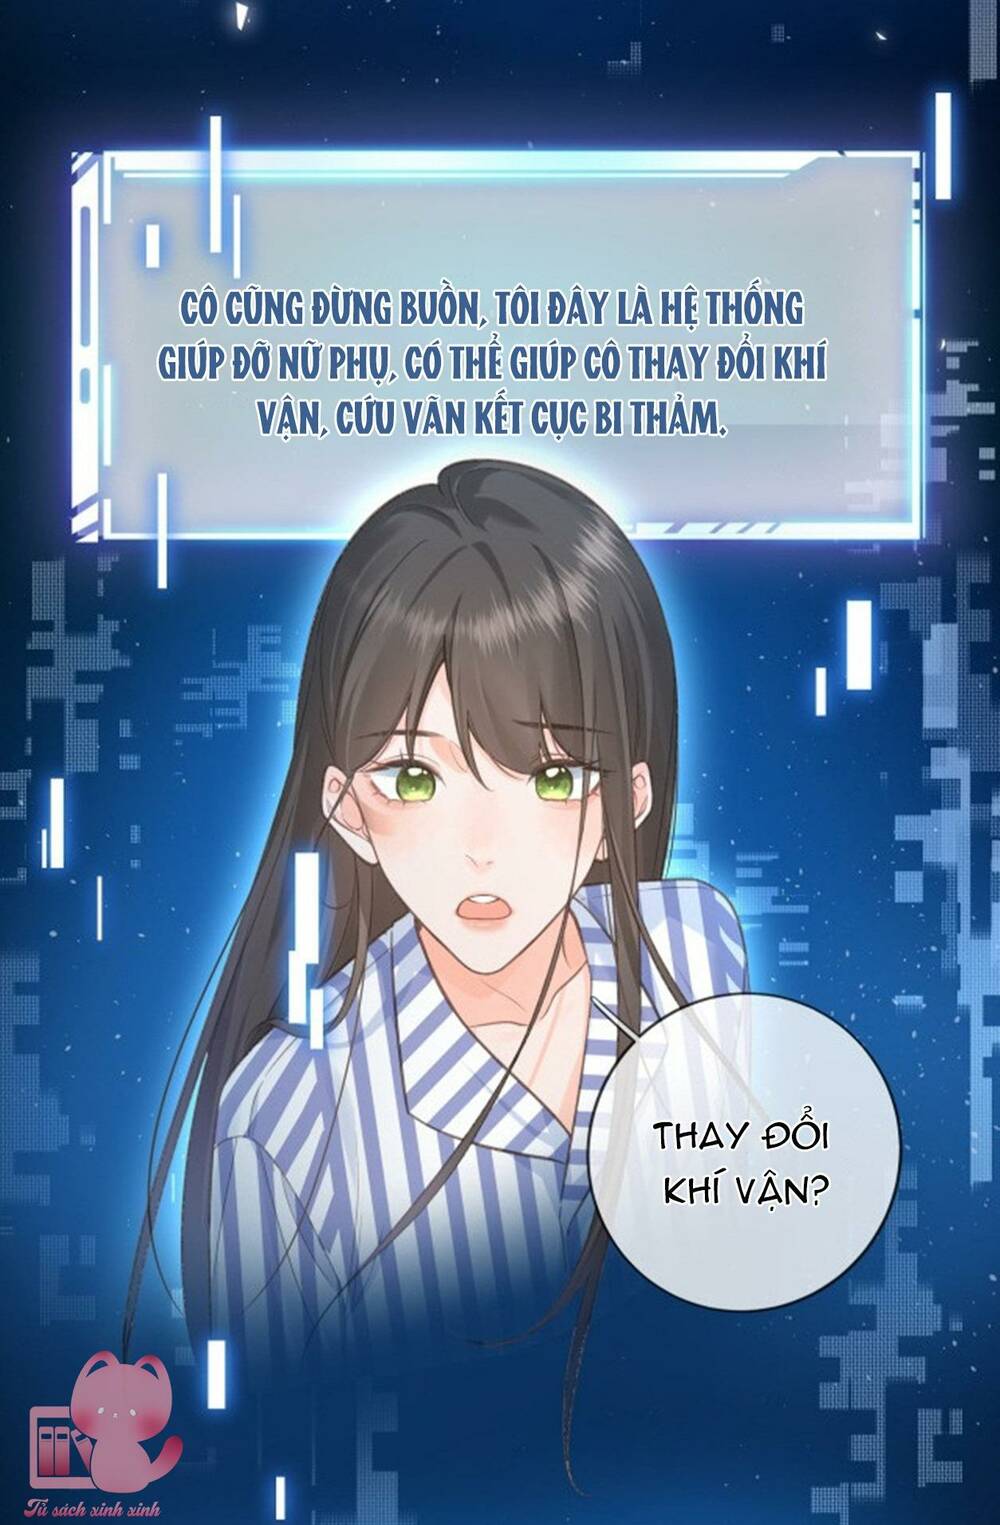 CÔ CŨNG ĐỪNG BUỒN, TÔI ĐÂY LÀ HỆ THỐNG
GIÚP ĐỠ NỮ PHỤ, CÓ THỂ GIÚP CÔ THAY ĐỔI KHÍ
VẬN, CỨU VÃN KẾT CỤC BI THẢM.
THAY ĐỔI
KHÍ VẬN?
Tủ sách xinh xinh